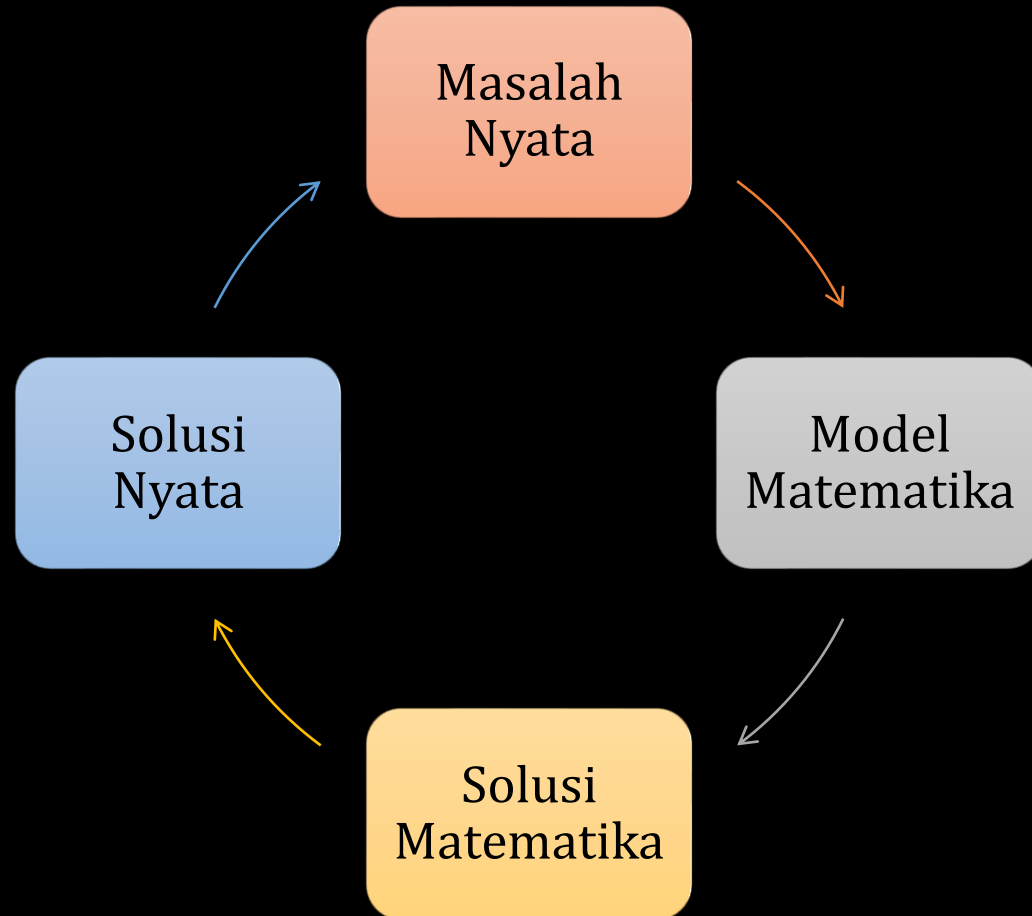 Masalah
Nyata
Solusi
Nyata
Model
Matematika
Solusi
Matematika